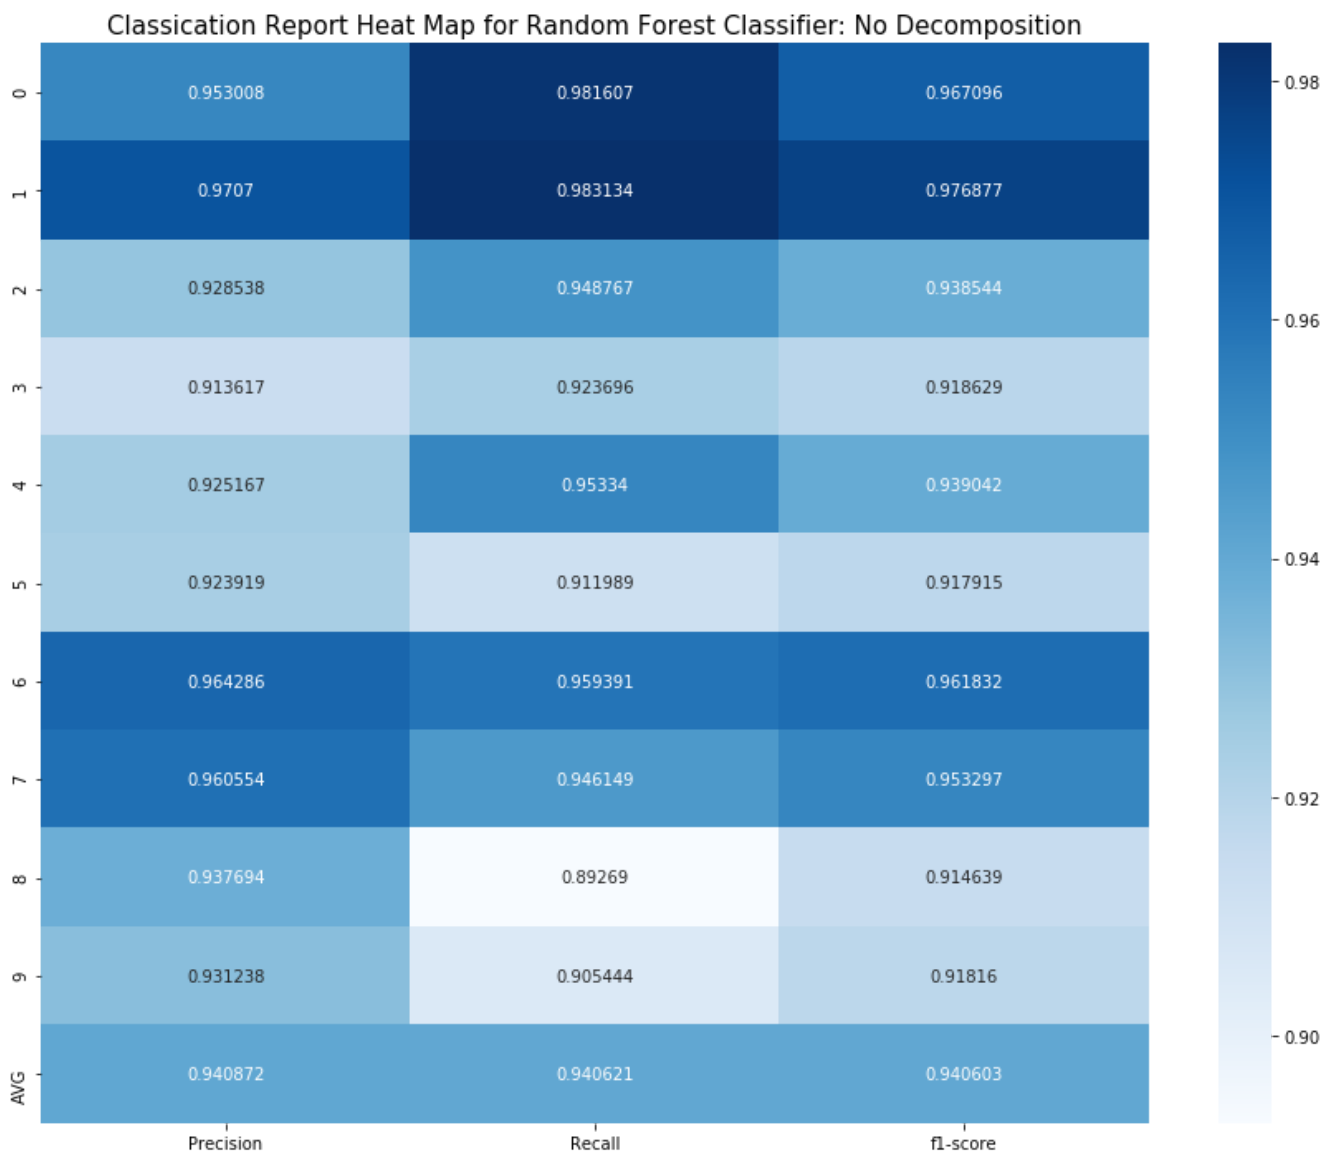 Classication Report Heat Map for Random Forest Classifier: No Decomposition
0 0.953008 0.981607 0.967096
1 0.9707 0.983134 0.976877
2 0.928538 0.948767 0.938544
3 0.913617 0.923696 0.918629
4 0.925167 0.95334 0.939042
5 0.923919 0.911989 0.917915
6 0.964286 0.959391 0.961832
7 0.960554 0.946149 0.953297
8 0.937694 0.89269 0.914639
9 0.931238 0.905444 0.91816
AVG 0.940872 0.940621 0.940603
Precision Recall f1-score
0.98
0.96
0.94
0.92
0.90